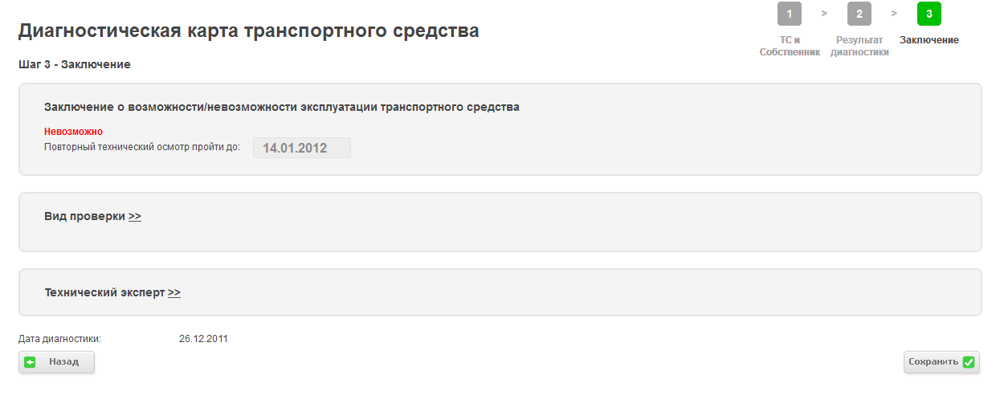 Диагностическая карта транспортного средства
1 > 2 > 3
ТС и Собственник
Результат диагностики
Заключение
Шаг 3 - Заключение
Заключение о возможности/невозможности эксплуатации транспортного средства
Невозможно
Повторный технический осмотр пройти до: 14.01.2012
Вид проверки >>
Технический эксперт >>
Дата диагностики: 26.12.2011
Назад
Сохранить